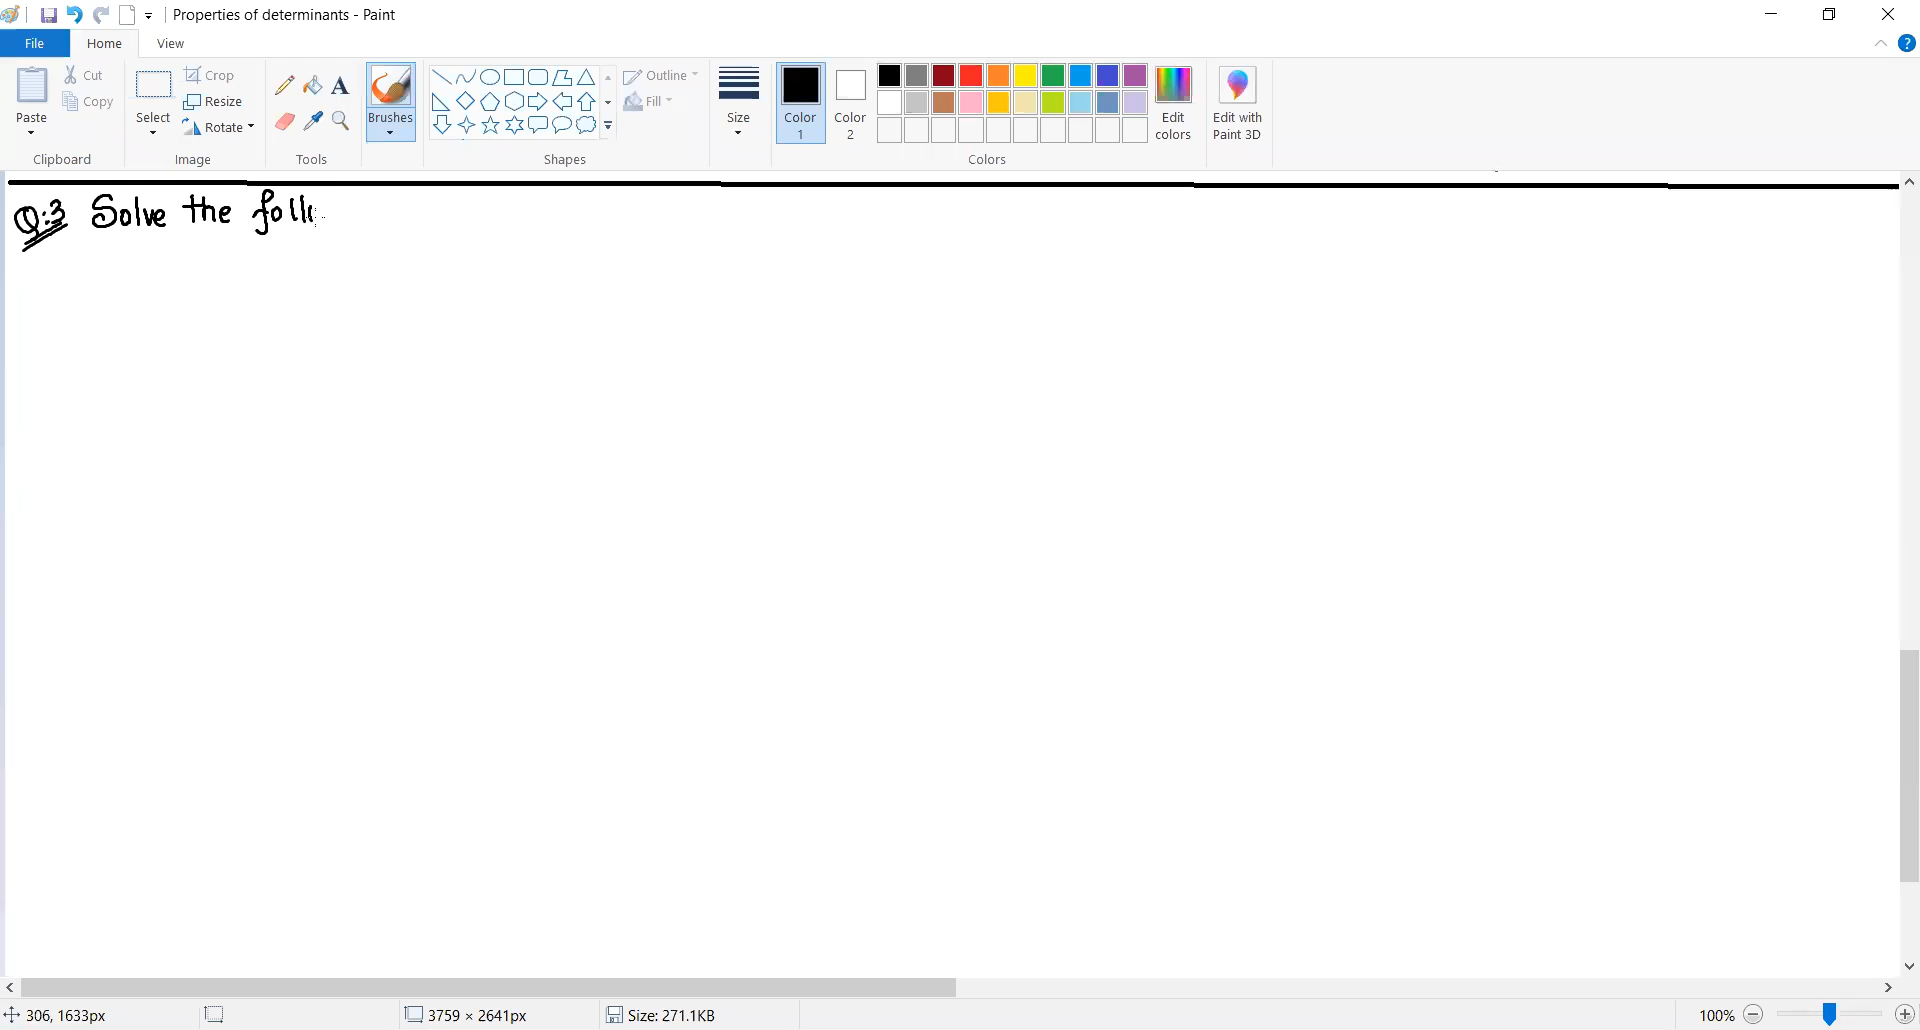 Properties of determinants - Paint
File Home View
Cut Crop Outline
Copy Resize Fill
Paste Select Rotate Brushes Size Color 1 Color 2 Edit colors Edit with Paint 3D
Clipboard Image Tools Shapes Colors
Q:3 Solve the foll
306, 1633px 3759 × 2641px Size: 271.1KB 100%